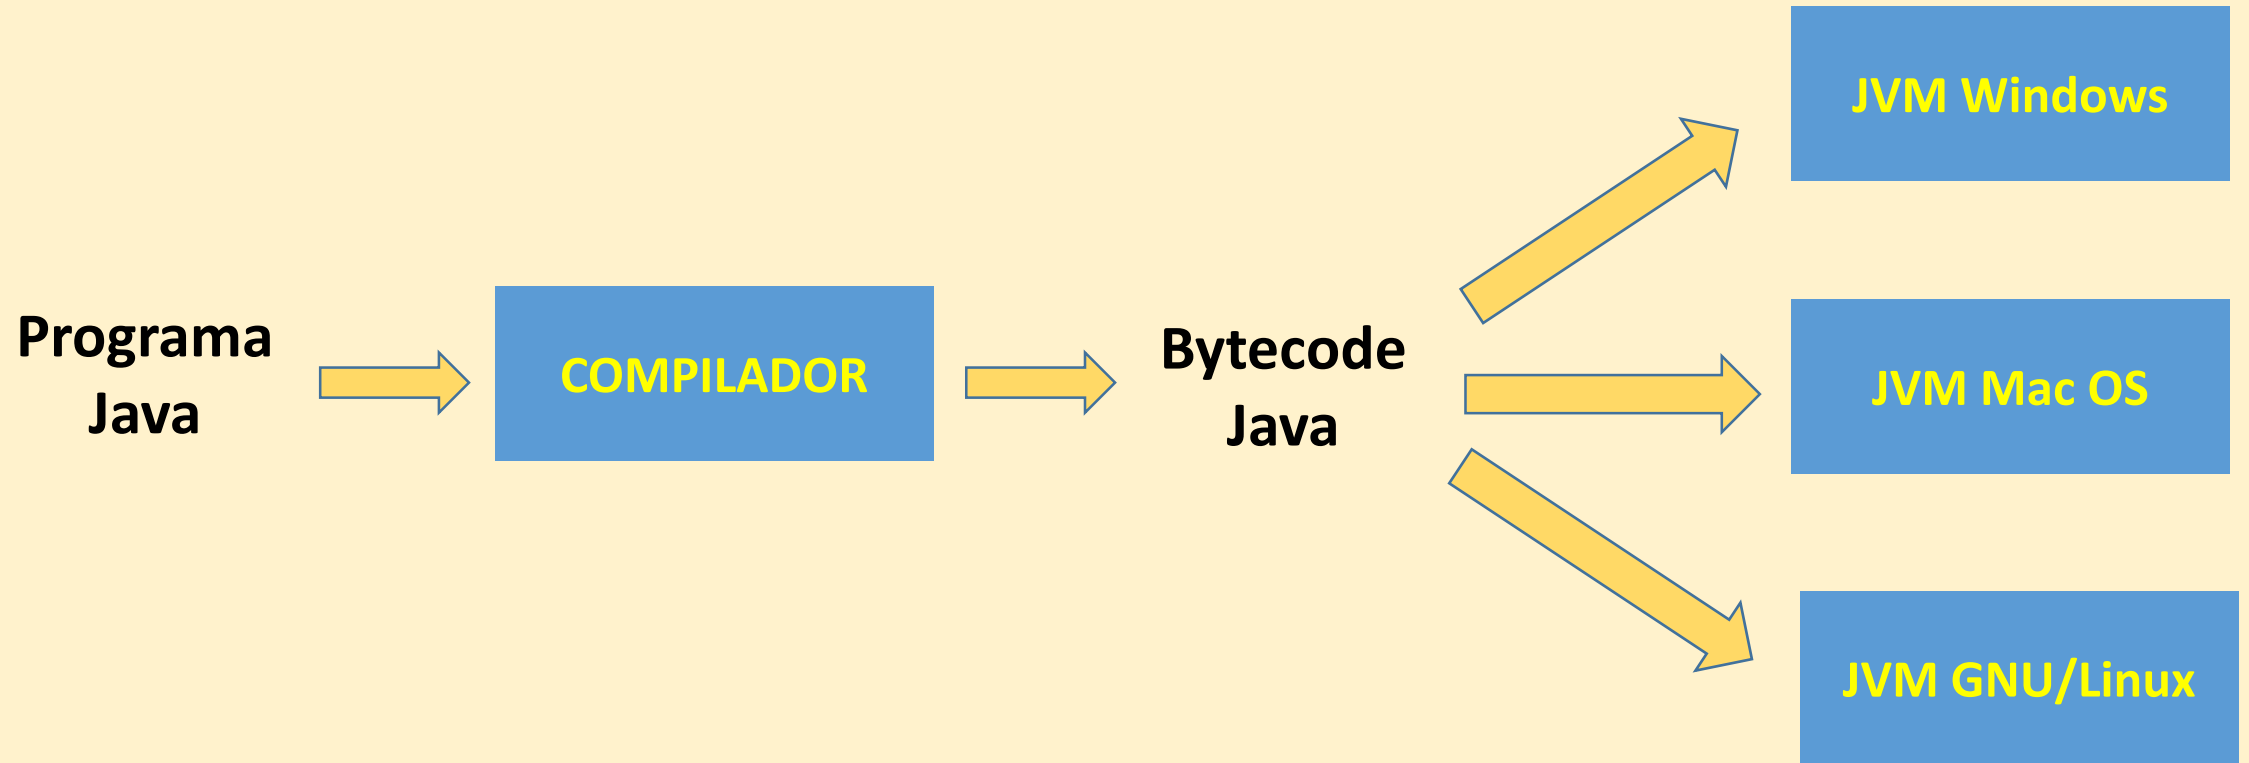 Programa
Java
COMPILADOR
Bytecode
Java
JVM Windows
JVM Mac OS
JVM GNU/Linux